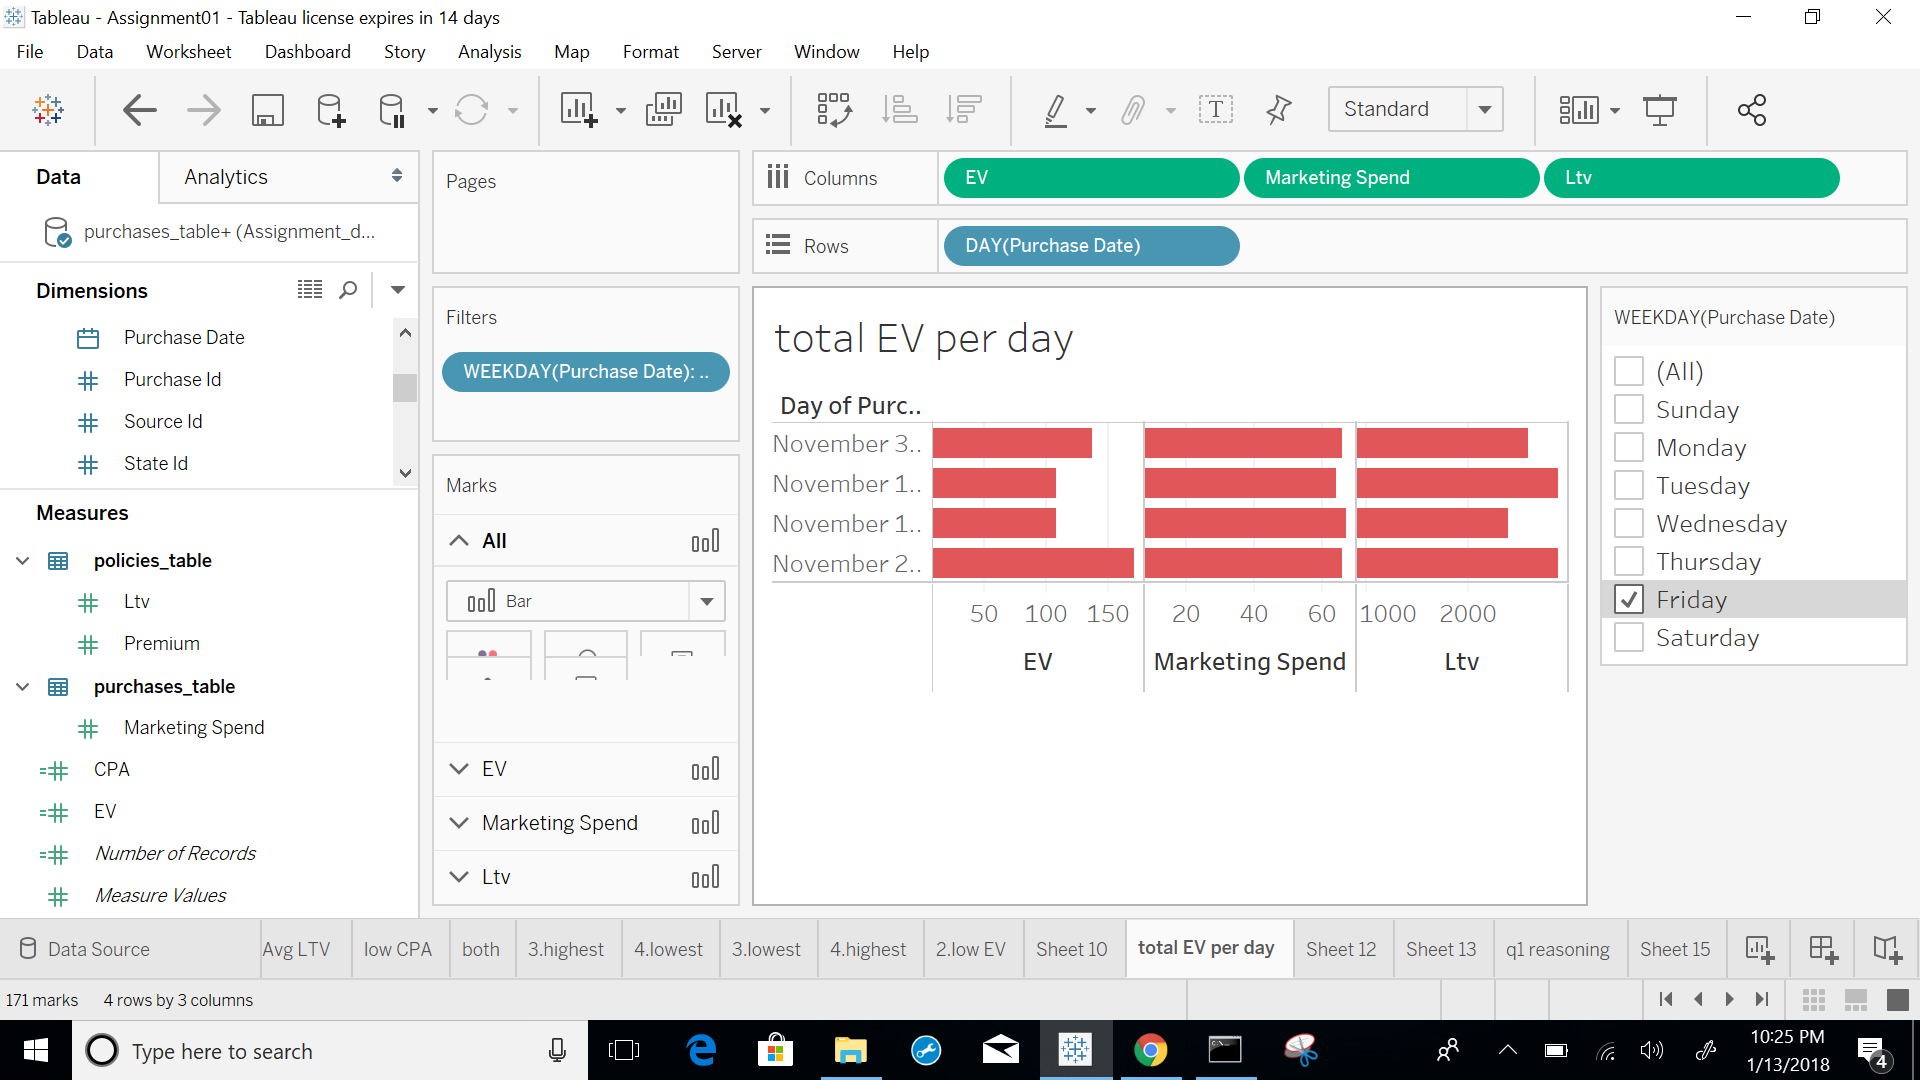 Tableau - Assignment01 - Tableau license expires in 14 days
File Data Worksheet Dashboard Story Analysis Map Format Server Window Help
Standard
Data Analytics
purchases_table+ (Assignment_d...
Dimensions
Purchase Date
Purchase Id
Source Id
State Id
Measures
policies_table
Ltv
Premium
purchases_table
Marketing Spend
CPA
EV
Number of Records
Measure Values
Pages
Filters
WEEKDAY(Purchase Date): ..
Marks
All
Bar
EV
Marketing Spend
Ltv
Columns EV Marketing Spend Ltv
Rows DAY(Purchase Date)
total EV per day
Day of Purc..
November 3..
November 1..
November 1..
November 2..
50 100 150 20 40 60 1000 2000
EV Marketing Spend Ltv
WEEKDAY(Purchase Date)
(All)
Sunday
Monday
Tuesday
Wednesday
Thursday
Friday
Saturday
Data Source Avg LTV low CPA both 3.highest 4.lowest 3.lowest 4.highest 2.low EV Sheet 10 total EV per day Sheet 12 Sheet 13 q1 reasoning Sheet 15
171 marks 4 rows by 3 columns
Type here to search
10:25 PM
1/13/2018
4